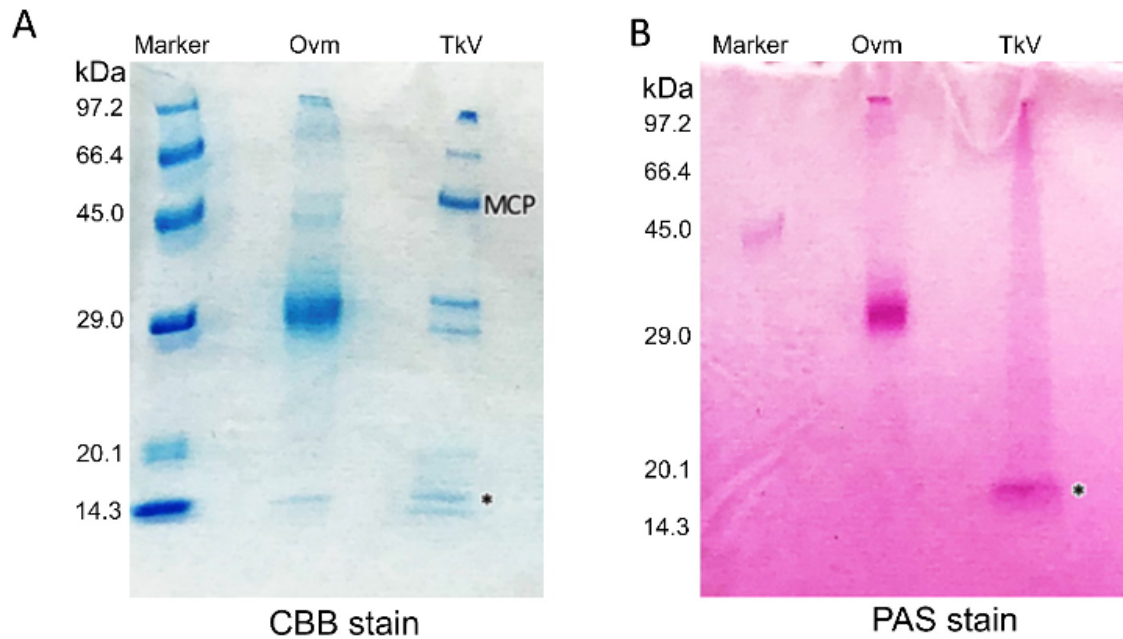 A
Marker Ovm TkV
kDa
97.2
66.4
45.0
MCP
29.0
20.1
*
14.3
CBB stain
B
Marker Ovm TkV
kDa
97.2
66.4
45.0
29.0
20.1
*
14.3
PAS stain